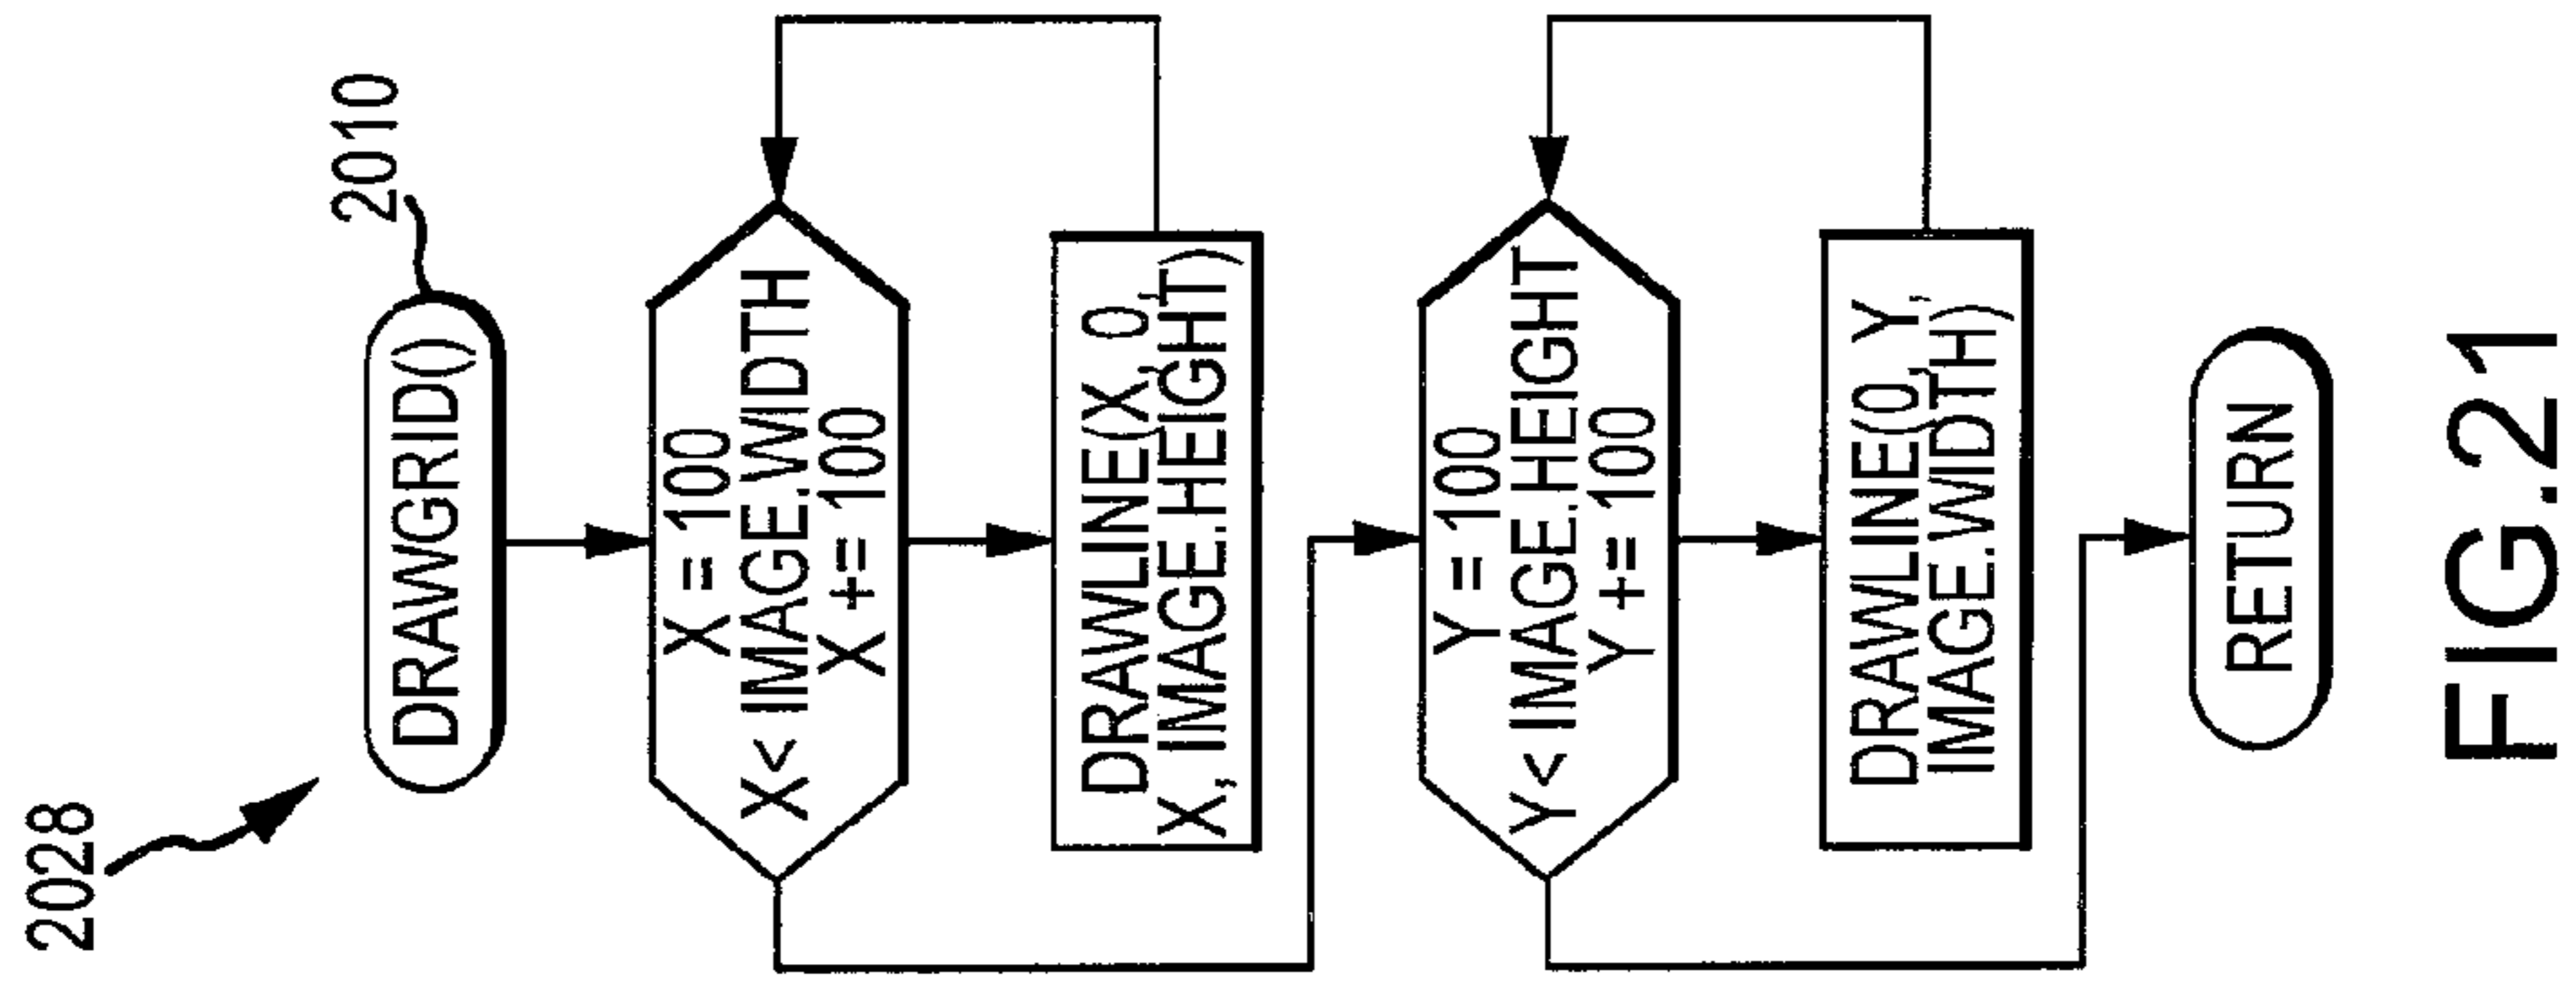 2028
2010
DRAWGRID()
X = 100
X< IMAGE.WIDTH
X += 100
DRAWLINE(X, 0,
X, IMAGE.HEIGHT)
Y = 100
Y< IMAGE.HEIGHT
Y += 100
DRAWLINE(0, Y,
IMAGE.WIDTH)
RETURN
FIG.21